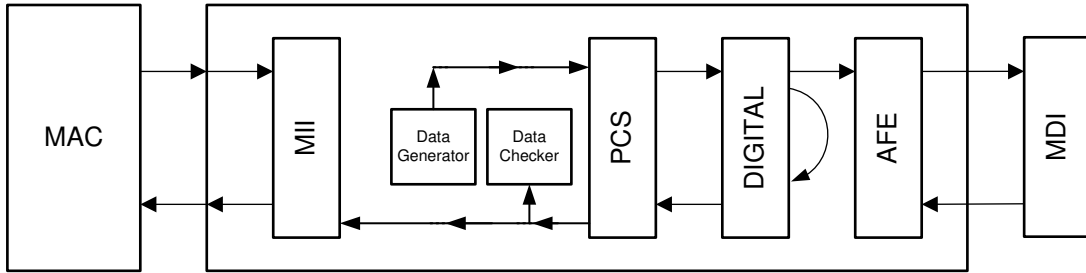 MAC
MII
Data
Generator
Data
Checker
PCS
DIGITAL
AFE
MDI